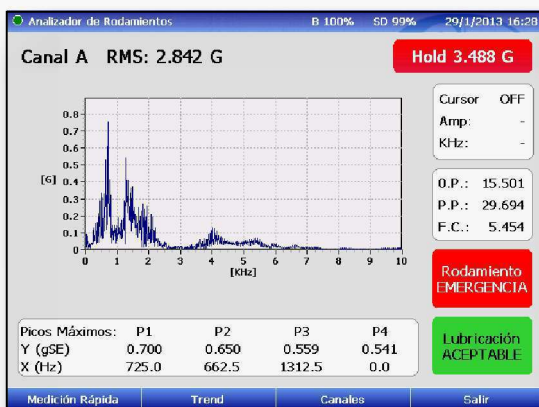 Analizador de Rodamientos B 100% SD 99% 29/1/2013 16:28
Canal A RMS: 2.842 G Hold 3.488 G
Cursor OFF
Amp: -
KHz: -
0.8
0.7
0.6
0.5
[G] 0.4
0.3
0.2
0.1
0
0 1 2 3 4 5 6 7 8 9 10
[KHz]
O.P.: 15.501
P.P.: 29.694
F.C.: 5.454
Rodamiento
EMERGENCIA
Lubricación
ACEPTABLE
Picos Máximos: P1 P2 P3 P4
Y (gSE) 0.700 0.650 0.559 0.541
X (Hz) 725.0 662.5 1312.5 0.0
Medición Rápida Trend Canales Salir